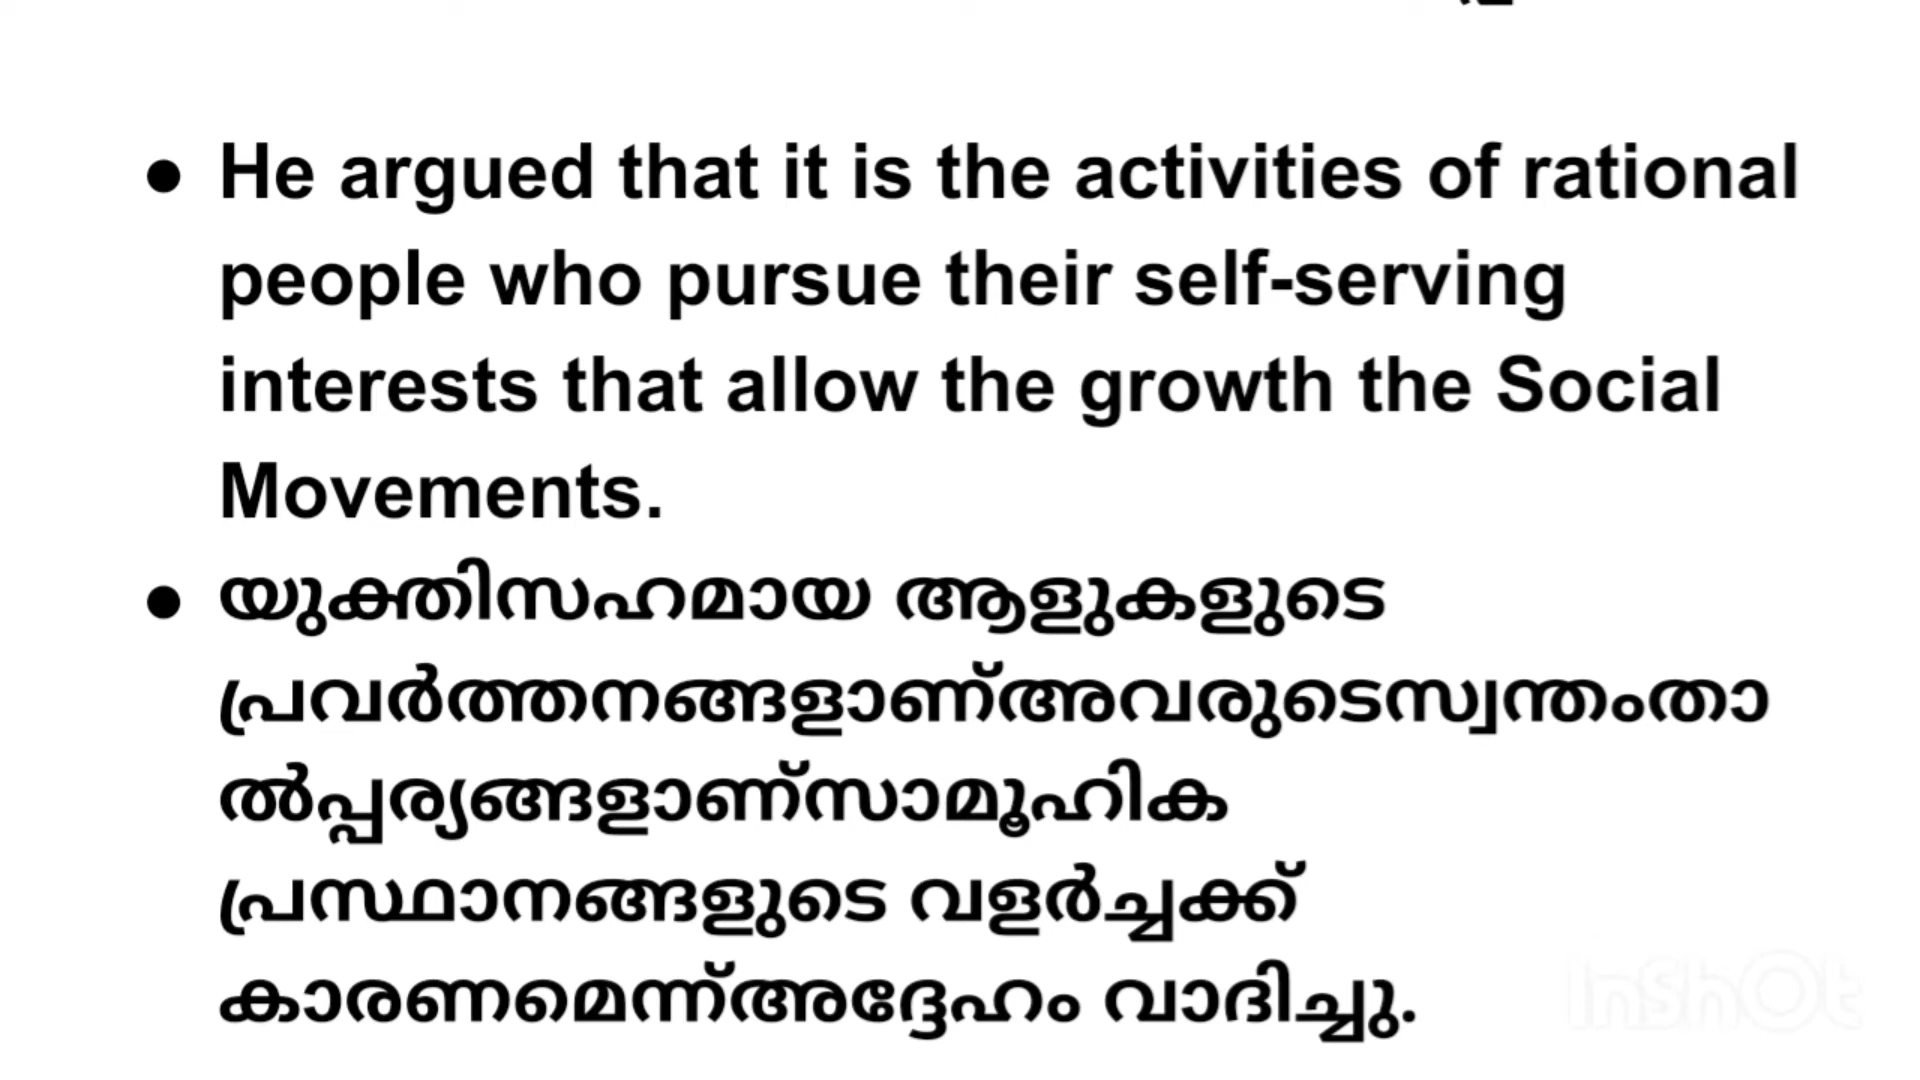 ● He argued that it is the activities of rational
people who pursue their self-serving
interests that allow the growth the Social
Movements.
● യുക്തിസഹമായ ആളുകളുടെ
പ്രവർത്തനങ്ങളാണ്അവരുടെസ്വന്തംതാ
ൽപ്പര്യങ്ങളാണ്സാമൂഹിക
പ്രസ്ഥാനങ്ങളുടെ വളർച്ചക്ക്
കാരണമെന്ന്അദ്ദേഹം വാദിച്ചു.
InShOt